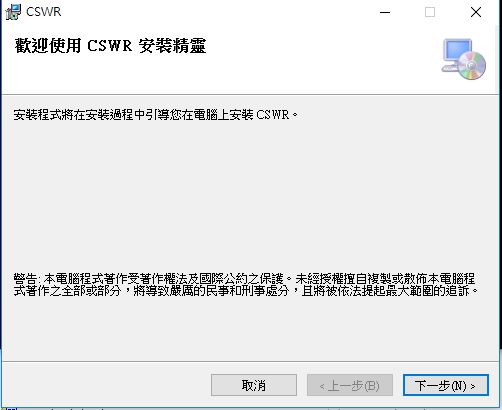 CSWR
歡迎使用 CSWR 安裝精靈
安裝程式將在安裝過程中引導您在電腦上安裝 CSWR。
警告: 本電腦程式著作受著作權法及國際公約之保護。未經授權擅自複製或散佈本電腦程
式著作之全部或部分，將導致嚴厲的民事和刑事處分，且將被依法提起最大範圍的追訴。
取消
< 上一步(B)
下一步(N) >